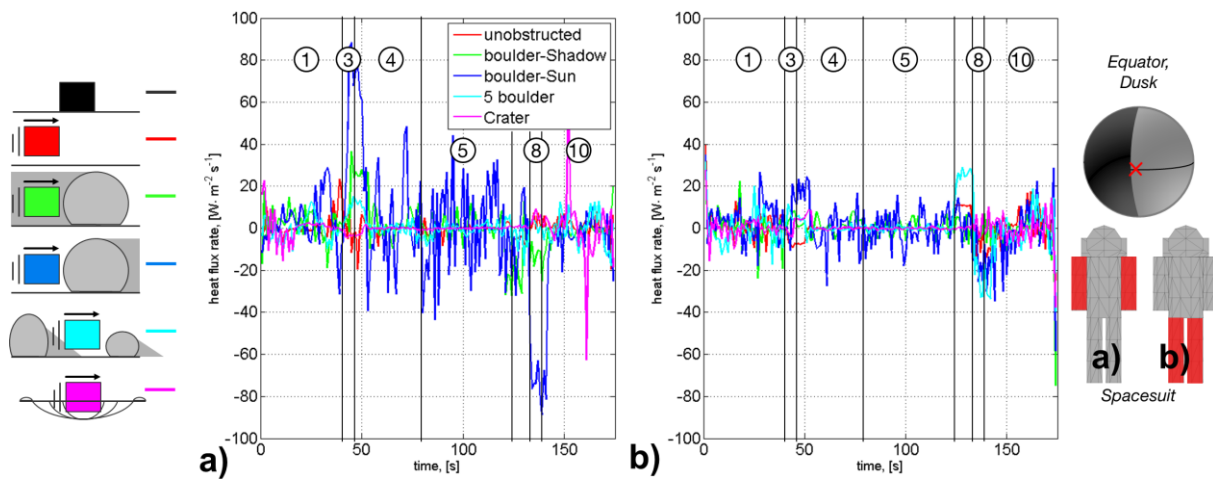 100
80
60
40
20
0
-20
-40
-60
-80
-100
heat flux rate, [W· m⁻² s⁻¹]
unobstructed
boulder-Shadow
boulder-Sun
5 boulder
Crater
1
3
4
5
8
10
0
50
100
150
time, [s]
a)
100
80
60
40
20
0
-20
-40
-60
-80
-100
heat flux rate, [W· m⁻² s⁻¹]
1
3
4
5
8
10
0
50
100
150
time, [s]
b)
Equator,
Dusk
a)
b)
Spacesuit